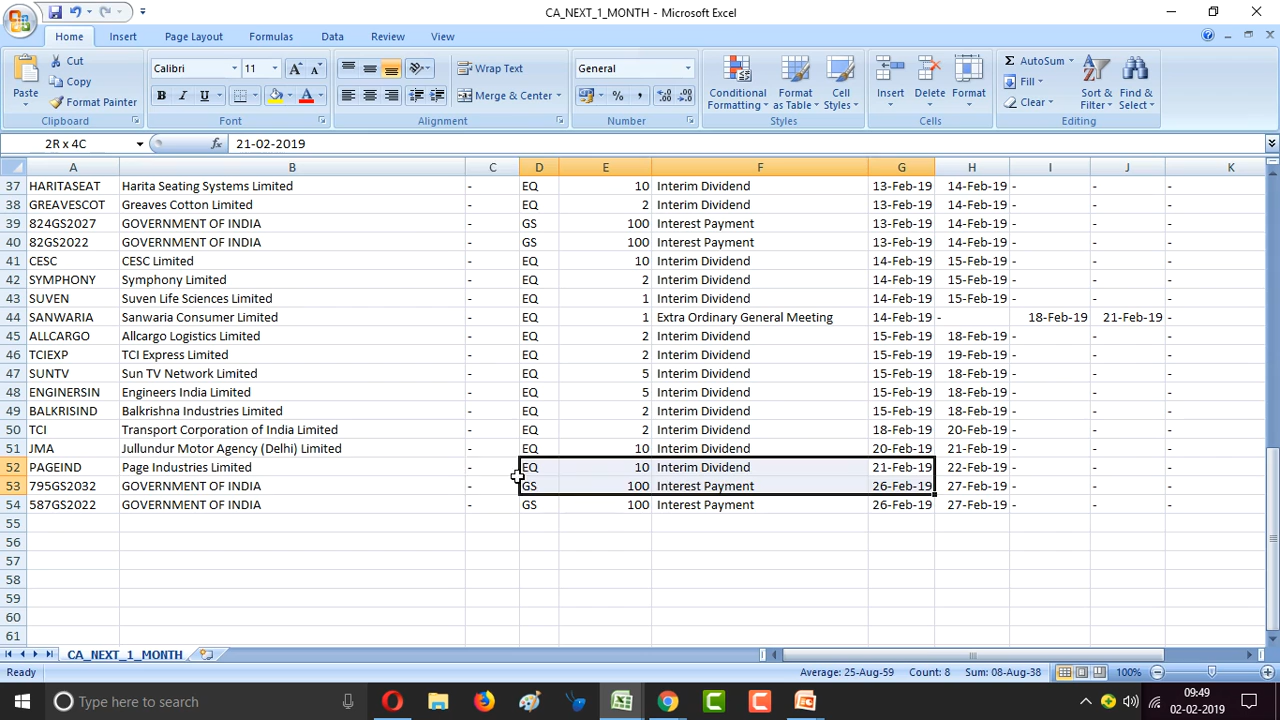 CA_NEXT_1_MONTH - Microsoft Excel
Home Insert Page Layout Formulas Data Review View
Paste Cut Copy Format Painter Clipboard
Calibri 11 B I U A A A Font
Wrap Text Merge & Center Alignment
General % , .0 .00 .00 .0 Number
Conditional Formatting Format as Table Cell Styles Styles
Insert Delete Format Cells
Σ AutoSum Fill Clear Sort & Filter Find & Select Editing
2R x 4C fx 21-02-2019
A B C D E F G H I J K
37 HARITASEAT Harita Seating Systems Limited - EQ 10 Interim Dividend 13-Feb-19 14-Feb-19 - - -
38 GREAVESCOT Greaves Cotton Limited - EQ 2 Interim Dividend 13-Feb-19 14-Feb-19 - - -
39 824GS2027 GOVERNMENT OF INDIA - GS 100 Interest Payment 13-Feb-19 14-Feb-19 - - -
40 82GS2022 GOVERNMENT OF INDIA - GS 100 Interest Payment 13-Feb-19 14-Feb-19 - - -
41 CESC CESC Limited - EQ 10 Interim Dividend 14-Feb-19 15-Feb-19 - - -
42 SYMPHONY Symphony Limited - EQ 2 Interim Dividend 14-Feb-19 15-Feb-19 - - -
43 SUVEN Suven Life Sciences Limited - EQ 1 Interim Dividend 14-Feb-19 15-Feb-19 - - -
44 SANWARIA Sanwaria Consumer Limited - EQ 1 Extra Ordinary General Meeting 14-Feb-19 - 18-Feb-19 21-Feb-19 -
45 ALLCARGO Allcargo Logistics Limited - EQ 2 Interim Dividend 15-Feb-19 18-Feb-19 - - -
46 TCIEXP TCI Express Limited - EQ 2 Interim Dividend 15-Feb-19 19-Feb-19 - - -
47 SUNTV Sun TV Network Limited - EQ 5 Interim Dividend 15-Feb-19 18-Feb-19 - - -
48 ENGINERSIN Engineers India Limited - EQ 5 Interim Dividend 15-Feb-19 18-Feb-19 - - -
49 BALKRISIND Balkrishna Industries Limited - EQ 2 Interim Dividend 15-Feb-19 18-Feb-19 - - -
50 TCI Transport Corporation of India Limited - EQ 2 Interim Dividend 18-Feb-19 20-Feb-19 - - -
51 JMA Jullundur Motor Agency (Delhi) Limited - EQ 10 Interim Dividend 20-Feb-19 21-Feb-19 - - -
52 PAGEIND Page Industries Limited - EQ 10 Interim Dividend 21-Feb-19 22-Feb-19 - - -
53 795GS2032 GOVERNMENT OF INDIA - GS 100 Interest Payment 26-Feb-19 27-Feb-19 - - -
54 587GS2022 GOVERNMENT OF INDIA - GS 100 Interest Payment 26-Feb-19 27-Feb-19 - - -
55
56
57
58
59
60
61
CA_NEXT_1_MONTH
Ready Average: 25-Aug-59 Count: 8 Sum: 08-Aug-38 100%
Type here to search 09:49
02-02-2019